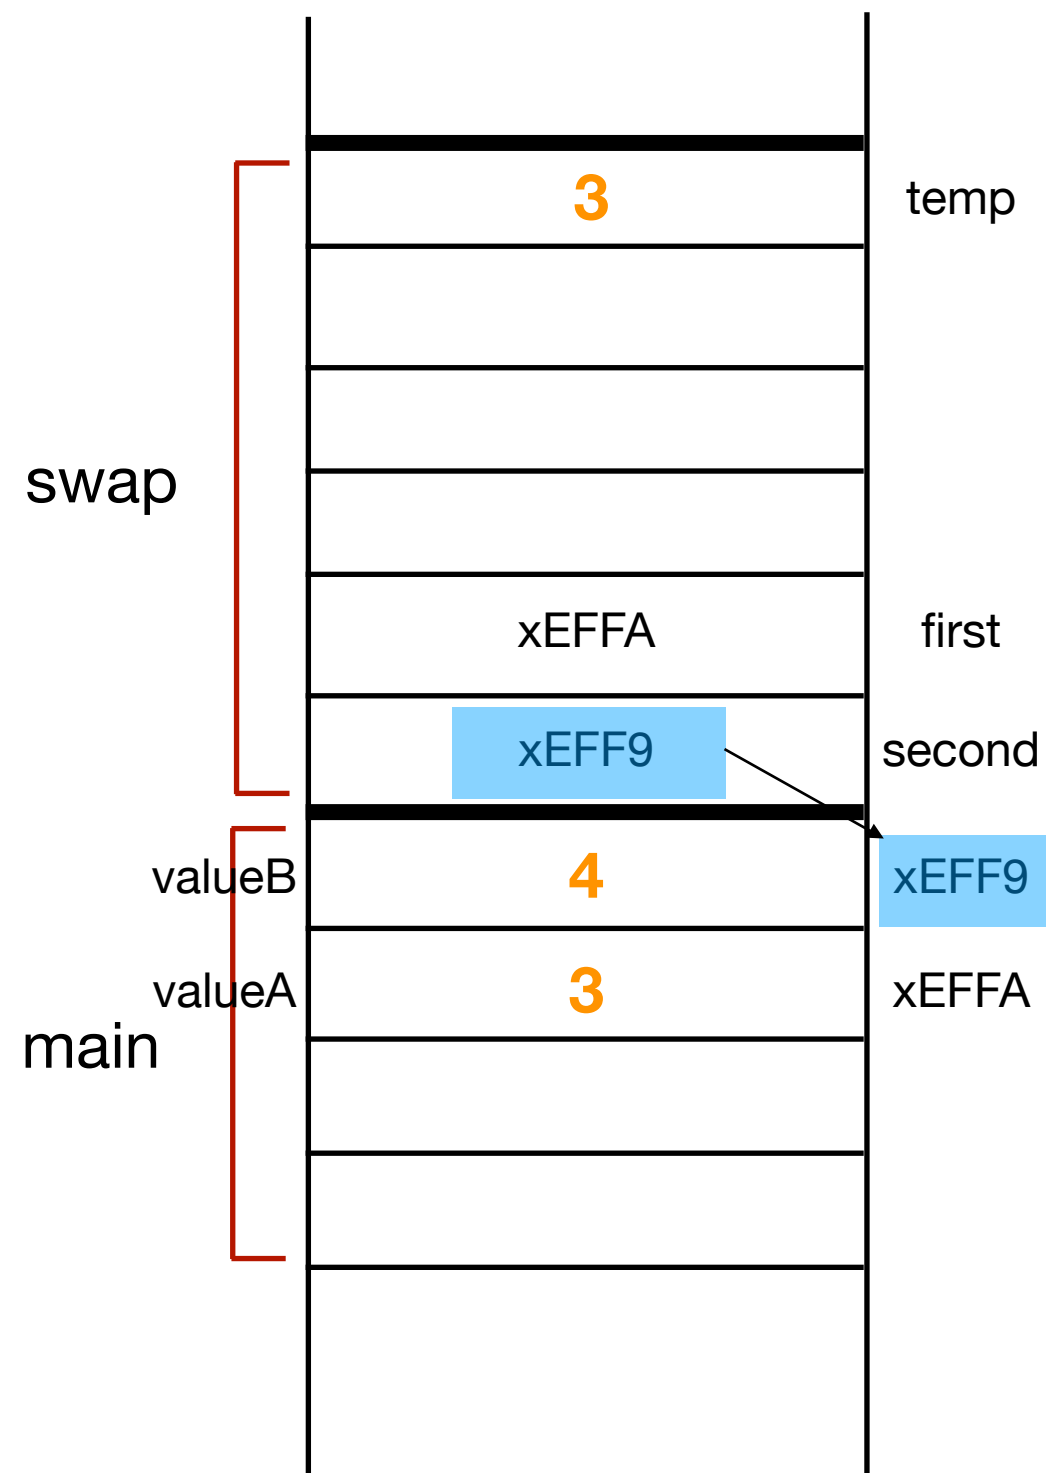 3 temp
swap
xEFFA first
xEFF9 second
valueB 4 xEFF9
valueA 3 xEFFA
main